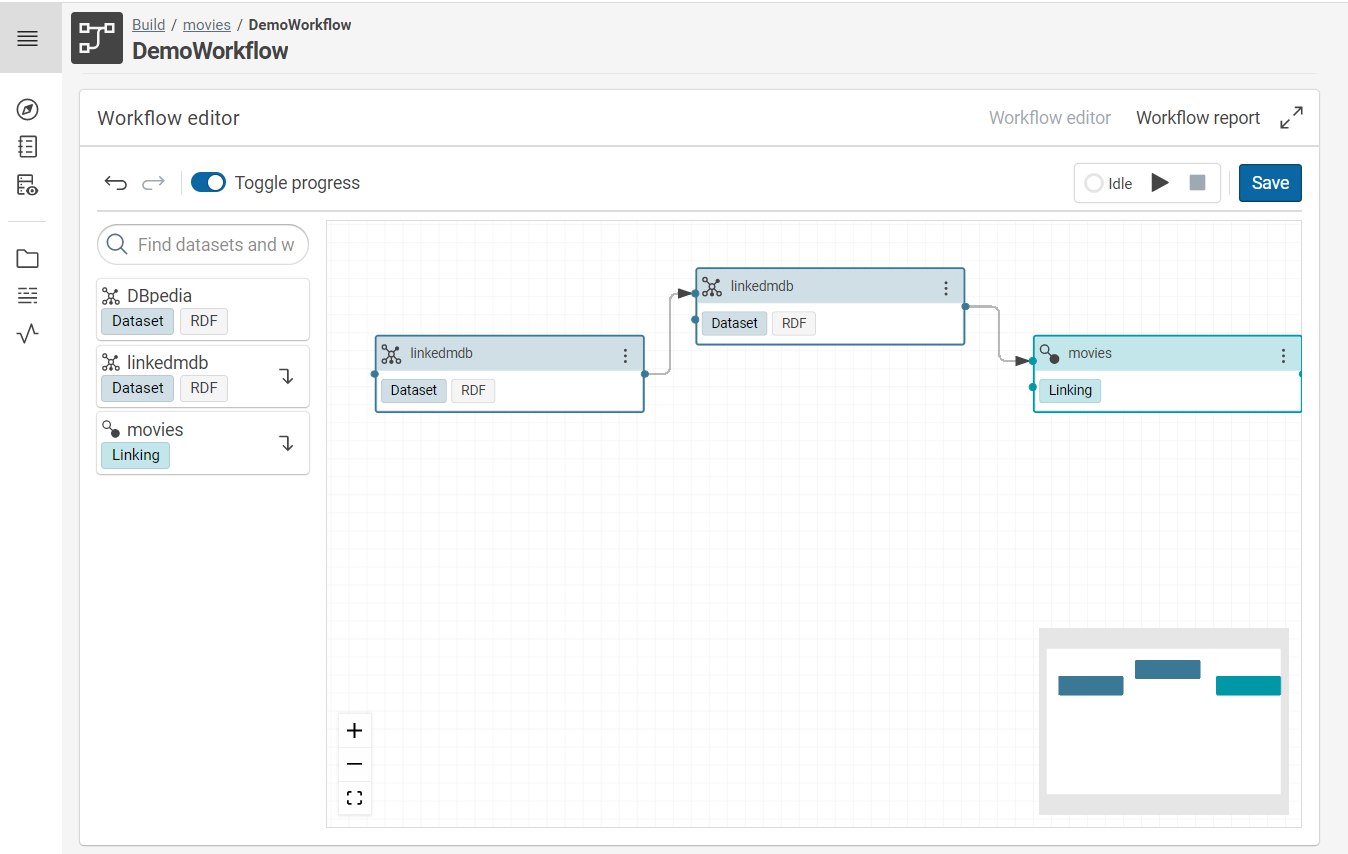 Build / movies / DemoWorkflow
DemoWorkflow
Workflow editor
Workflow editor
Workflow report
Toggle progress
Idle
Save
Find datasets and w
DBpedia
Dataset
RDF
linkedmdb
Dataset
RDF
movies
Linking
linkedmdb
Dataset
RDF
linkedmdb
Dataset
RDF
movies
Linking